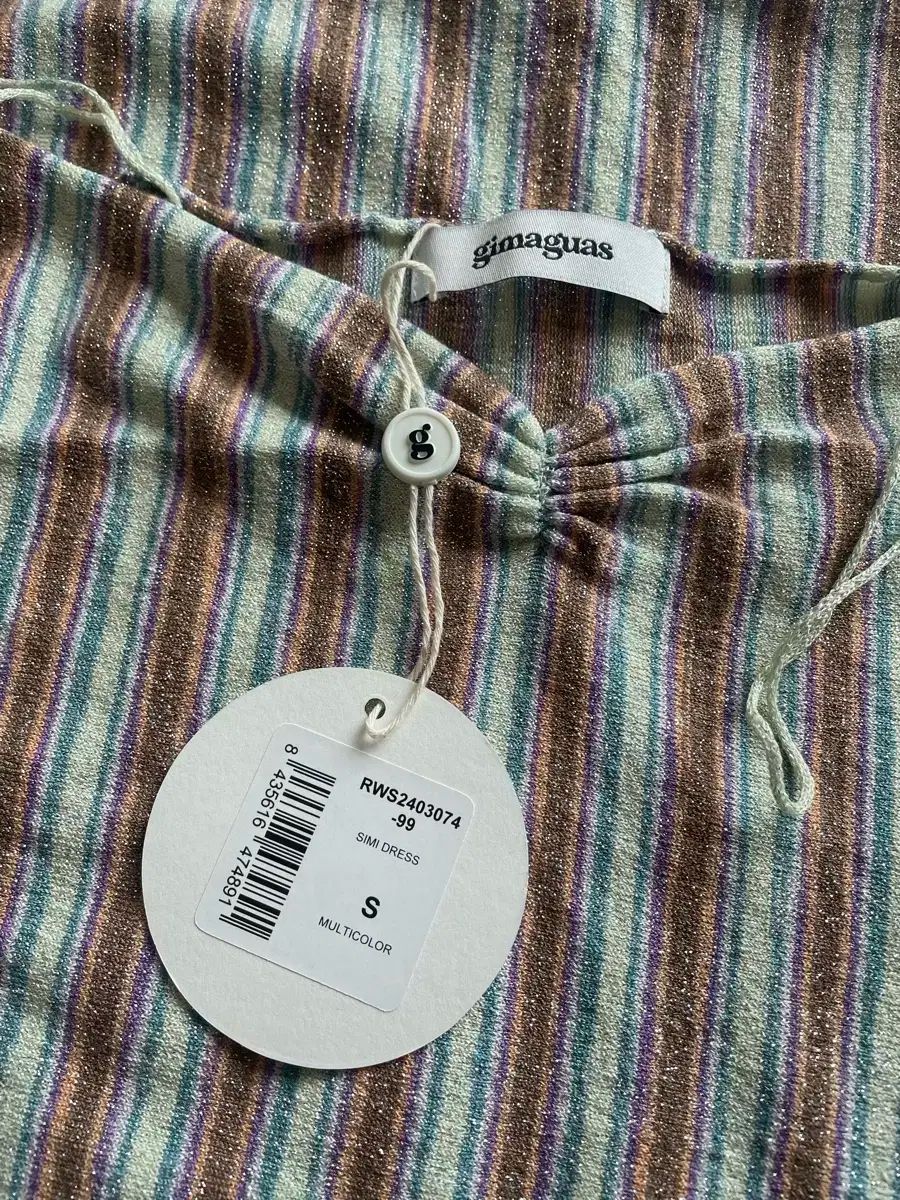 gimaguas
g
RWS2403074
-99
SIMI DRESS
S
MULTICOLOR
8 435616 474891